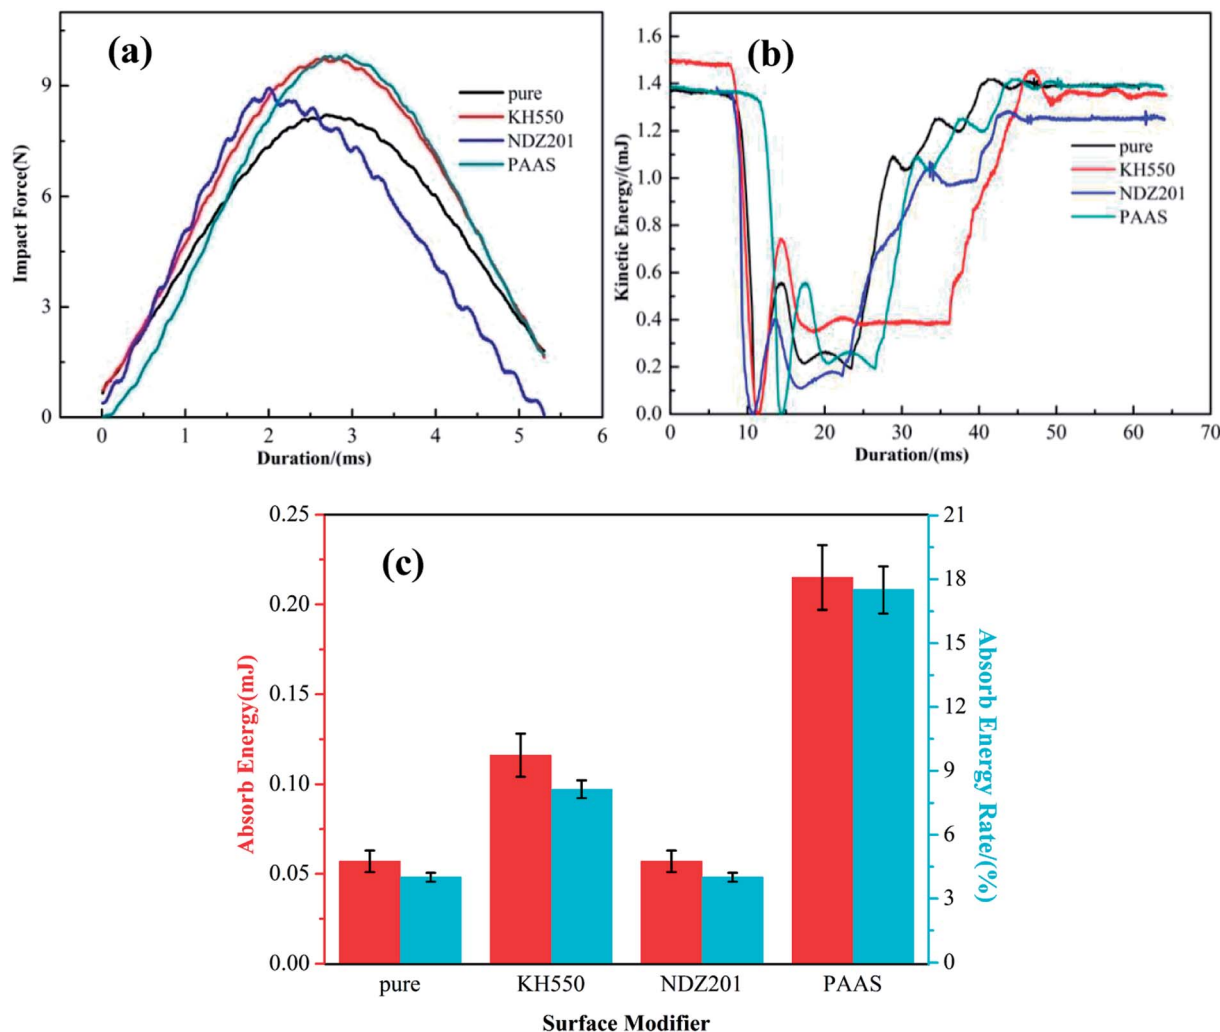 (a)
Impact Force(N)
9
6
3
0
pure
KH550
NDZ201
PAAS
0 1 2 3 4 5 6
Duration/(ms)
(b)
Kinetic Energy/(mJ)
1.6
1.4
1.2
1.0
0.8
0.6
0.4
0.2
0.0
pure
KH550
NDZ201
PAAS
0 10 20 30 40 50 60 70
Duration/(ms)
(c)
Absorb Energy(mJ)
0.25
0.20
0.15
0.10
0.05
0.00
21
18
15
12
9
6
3
0
Absorb Energy Rate/(%)
pure KH550 NDZ201 PAAS
Surface Modifier